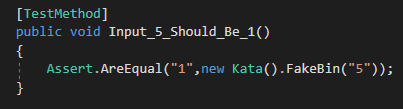 [TestMethod]
public void Input_5_Should_Be_1()
{
Assert.AreEqual("1",new Kata().FakeBin("5"));
}